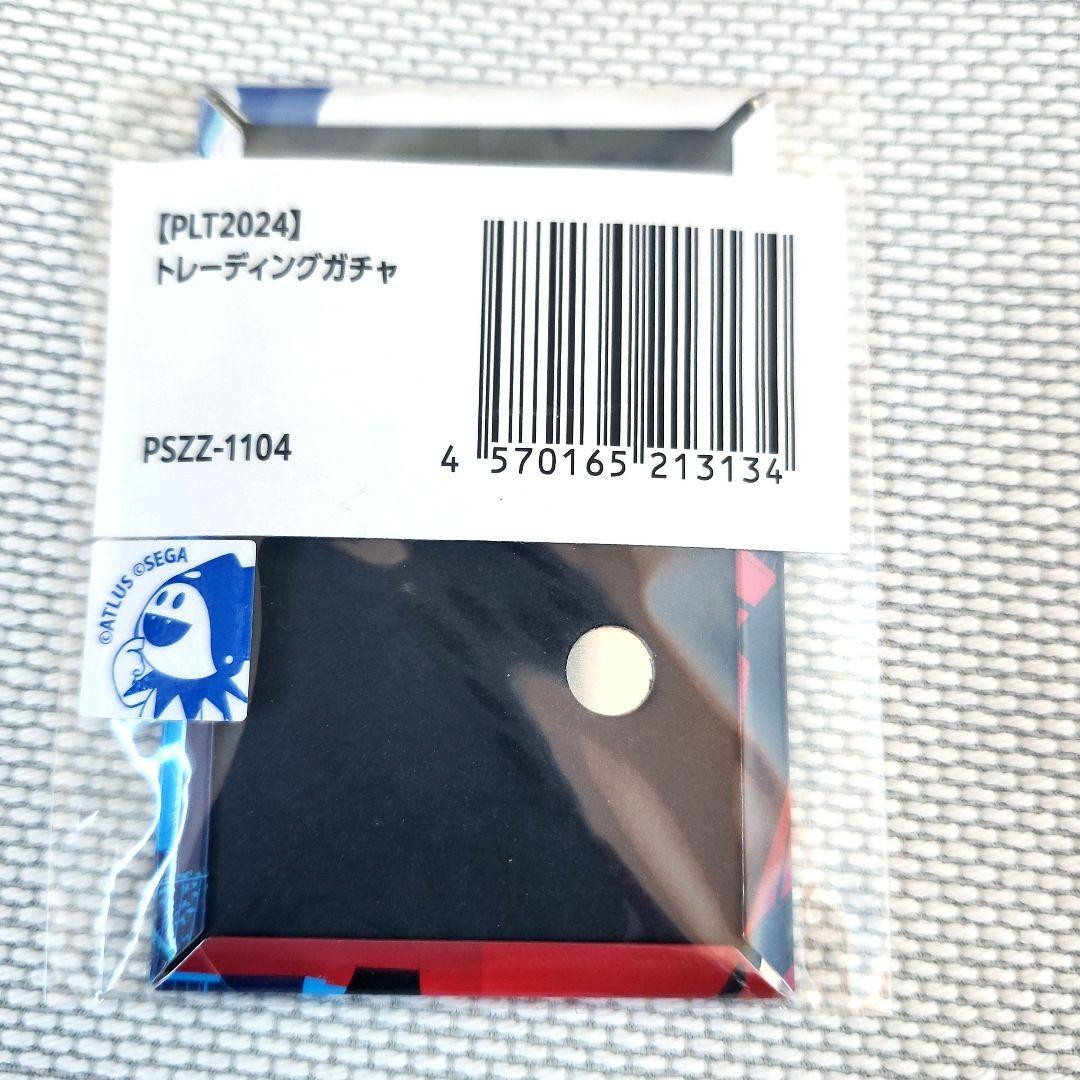 【PLT2024】
トレーディングガチャ
PSZZ-1104
4 570165 213134
©ATLUS ©SEGA